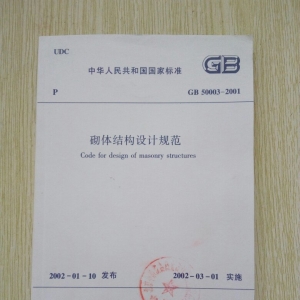 UDC
中华人民共和国国家标准 GB
P GB 50003-2001
砌体结构设计规范
Code for design of masonry structures
2002-01-10 发布 2002-03-01 实施